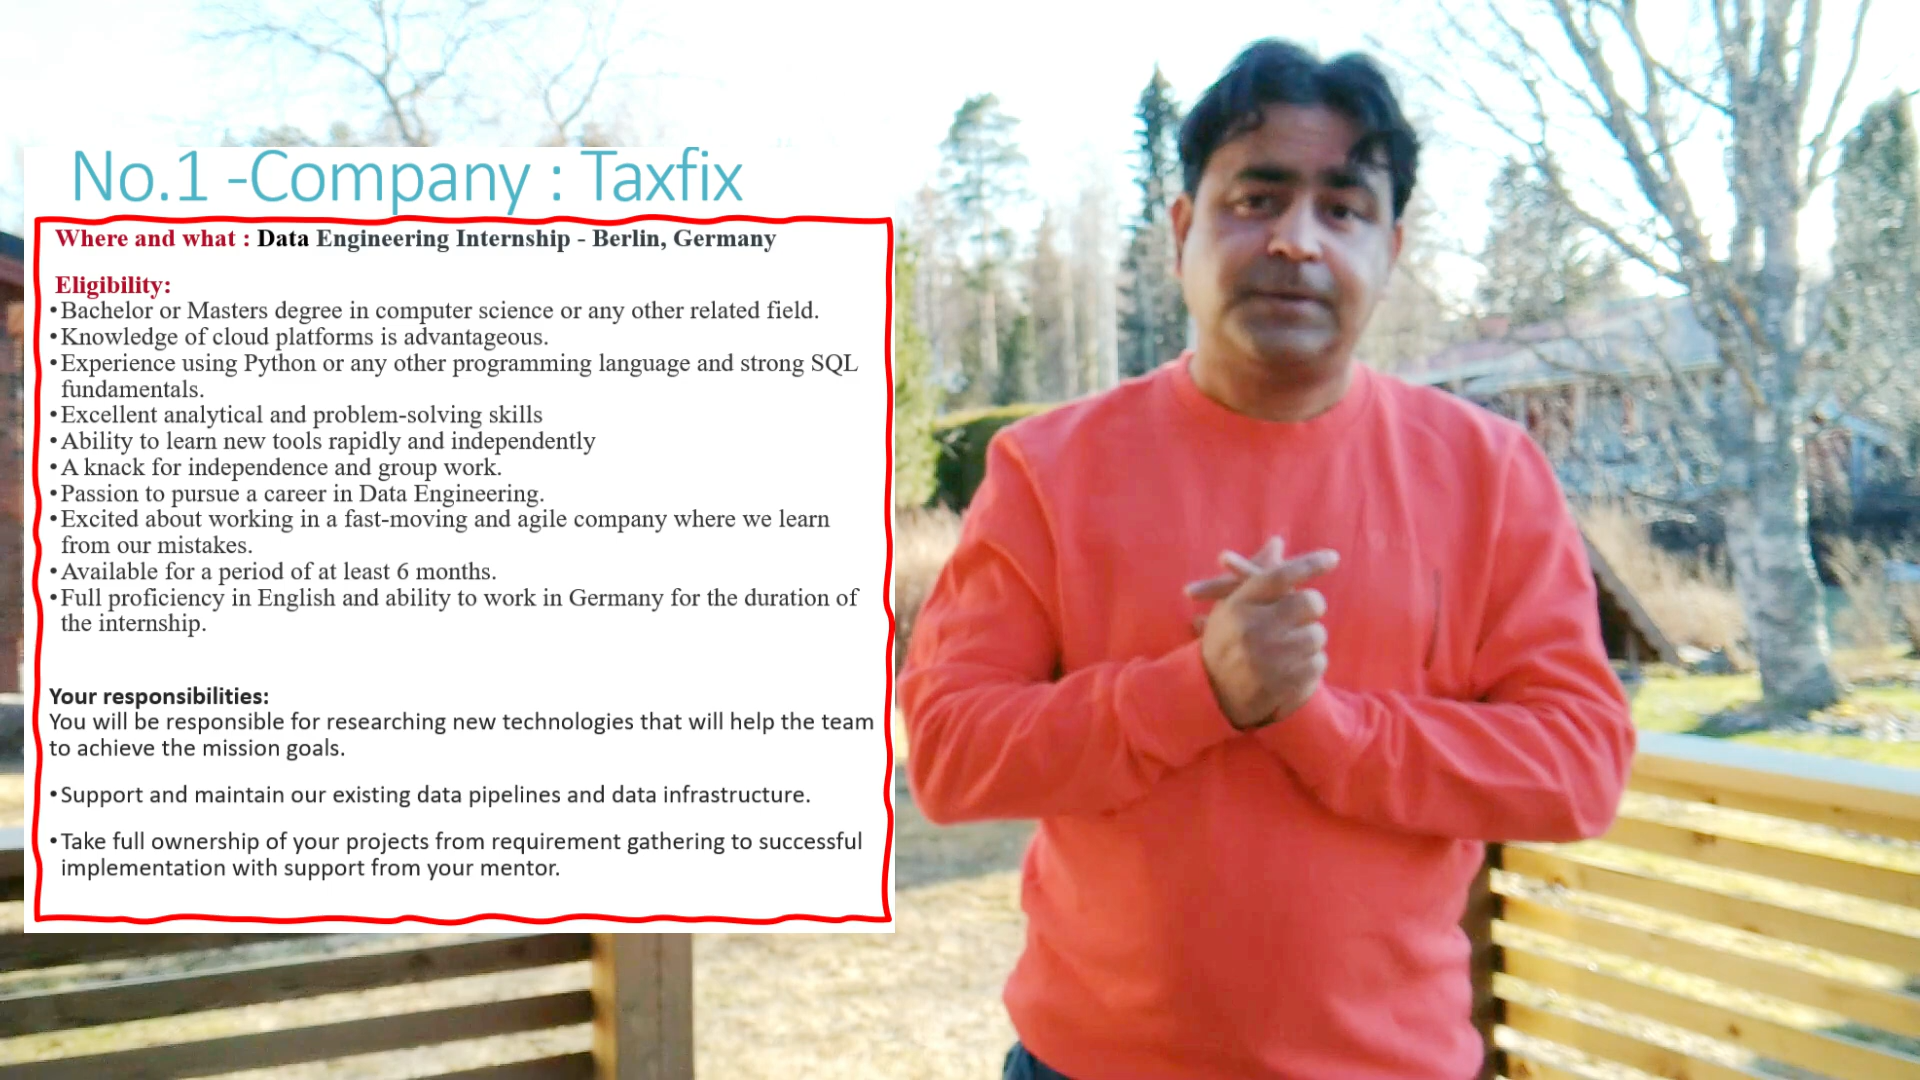 No.1 -Company : Taxfix
Where and what : Data Engineering Internship - Berlin, Germany
Eligibility:
•Bachelor or Masters degree in computer science or any other related field.
•Knowledge of cloud platforms is advantageous.
•Experience using Python or any other programming language and strong SQL
fundamentals.
•Excellent analytical and problem-solving skills
•Ability to learn new tools rapidly and independently
•A knack for independence and group work.
•Passion to pursue a career in Data Engineering.
•Excited about working in a fast-moving and agile company where we learn
from our mistakes.
•Available for a period of at least 6 months.
•Full proficiency in English and ability to work in Germany for the duration of
the internship.
Your responsibilities:
You will be responsible for researching new technologies that will help the team
to achieve the mission goals.
•Support and maintain our existing data pipelines and data infrastructure.
•Take full ownership of your projects from requirement gathering to successful
implementation with support from your mentor.